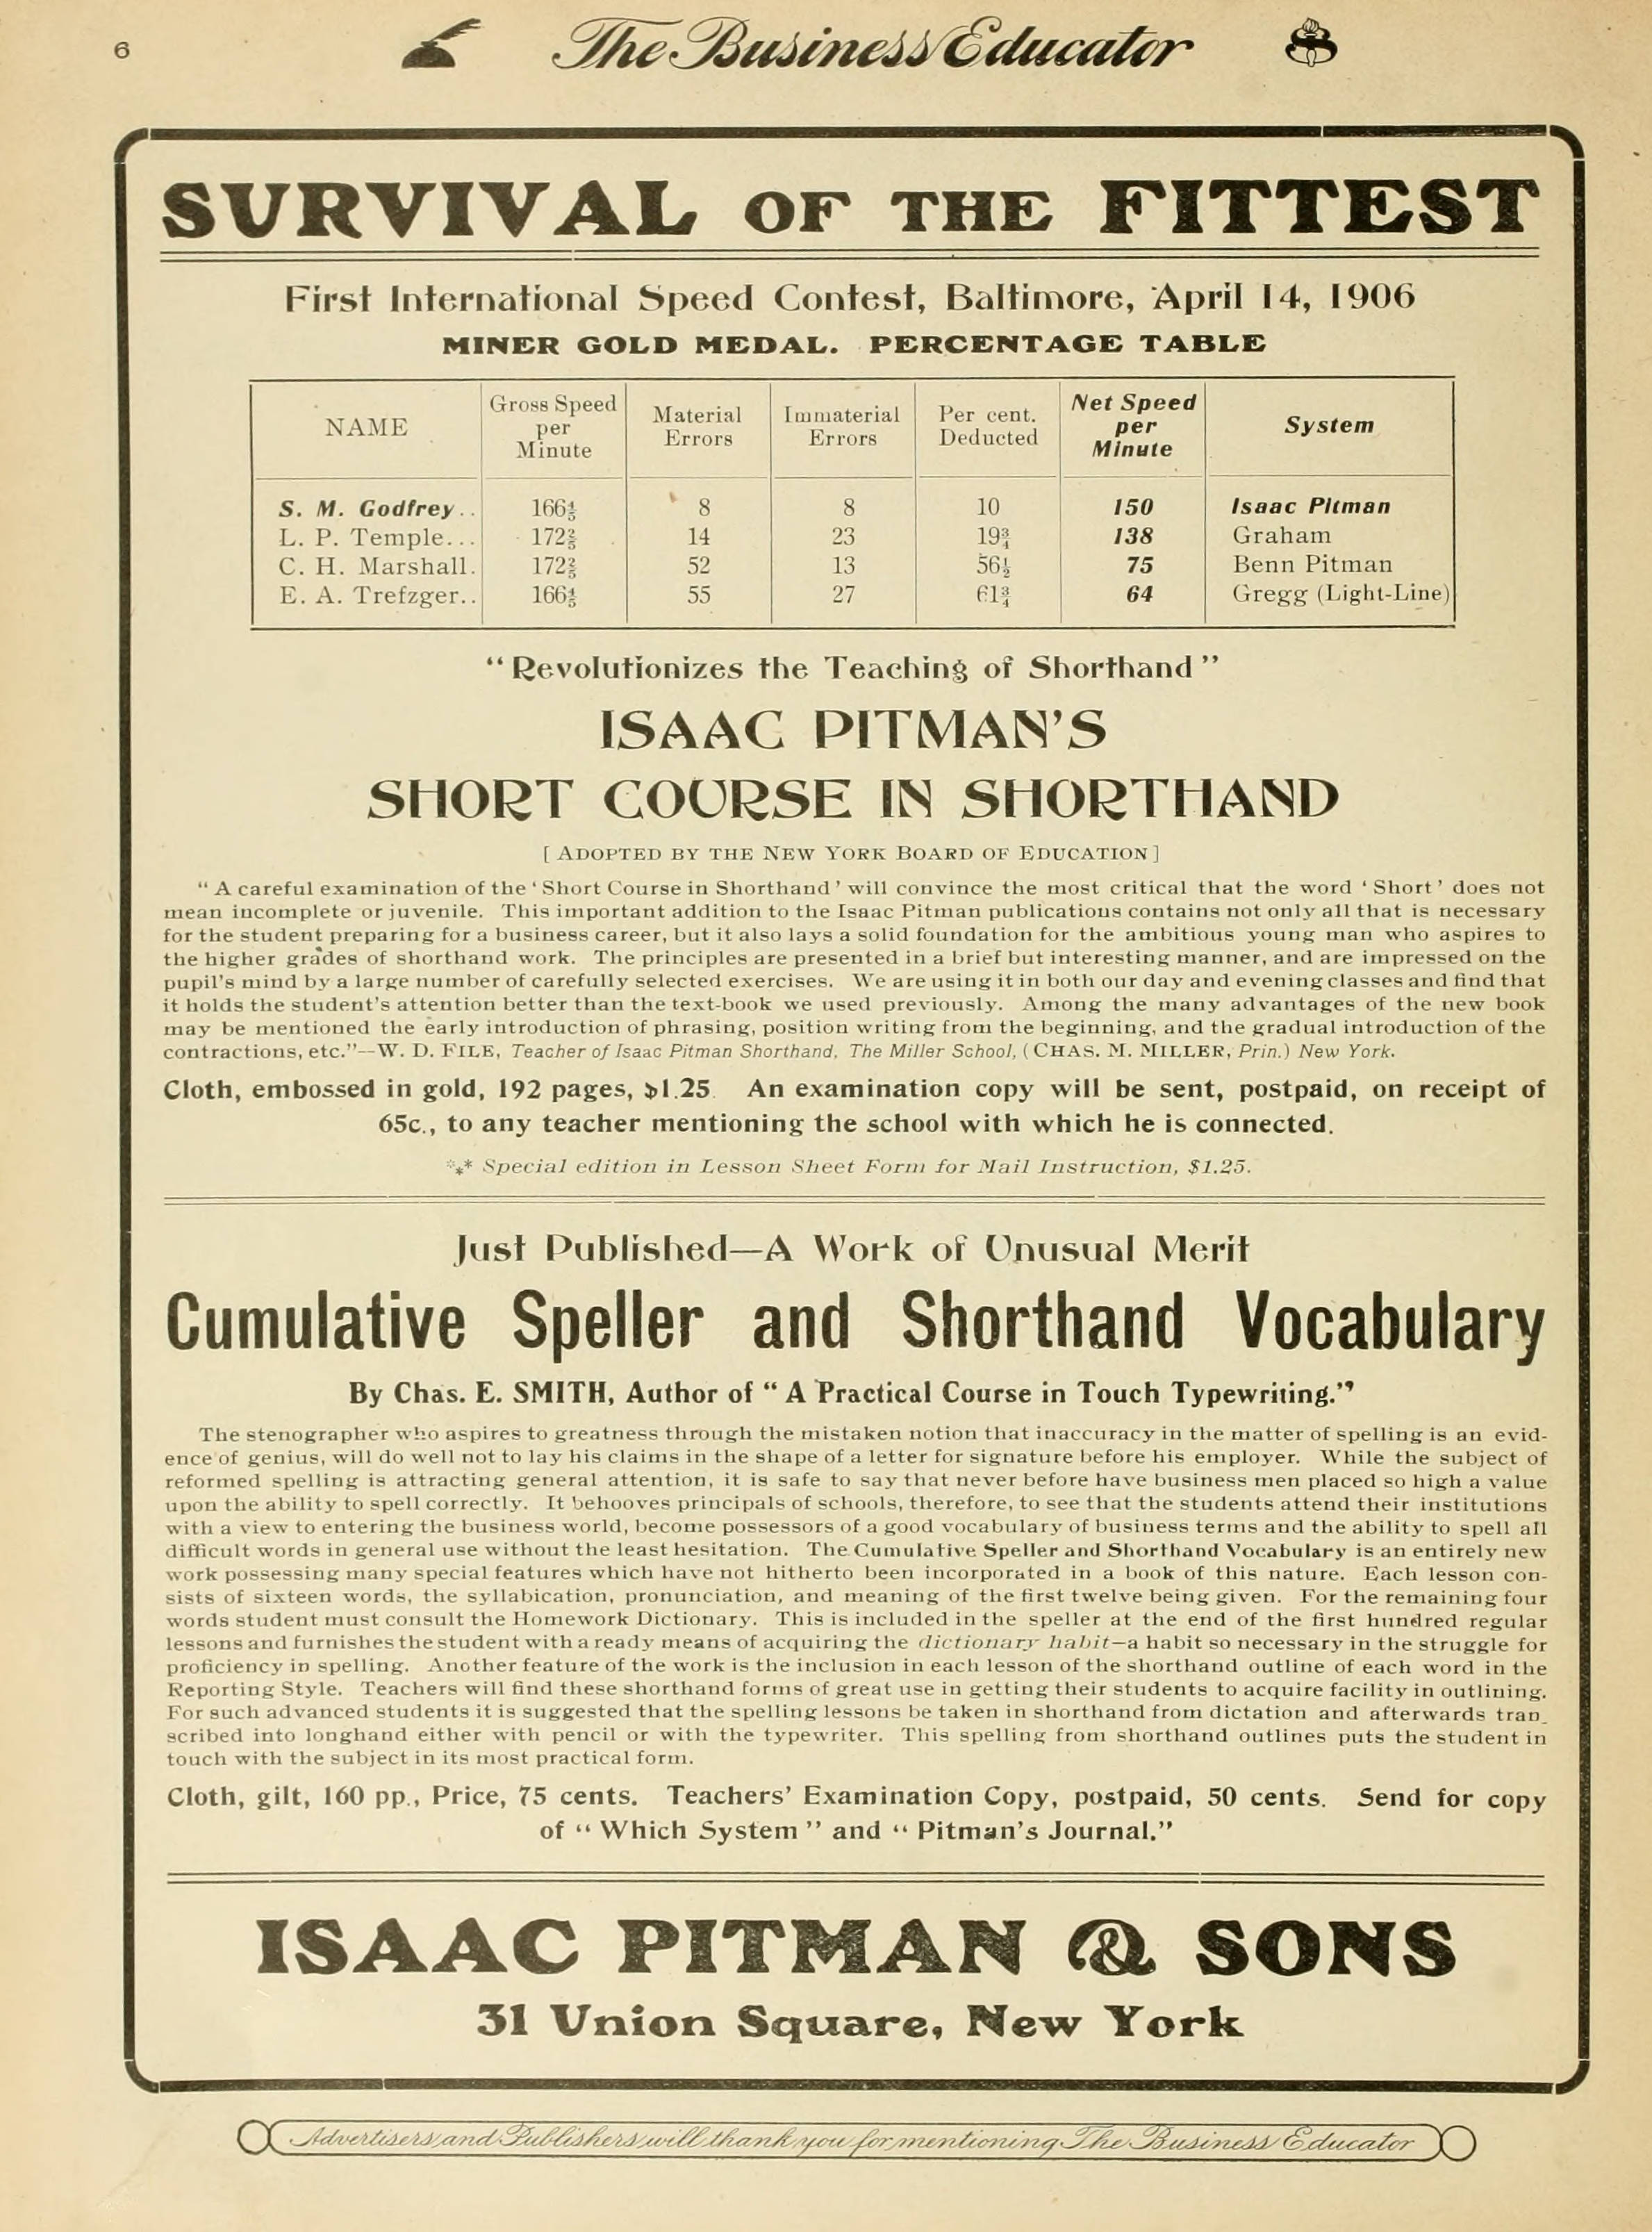 6
The Business Educator
SURVIVAL OF THE FITTEST
First International Speed Contest, Baltimore, April 14, 1906
MINER GOLD MEDAL. PERCENTAGE TABLE
NAME Gross Speed per Minute Material Errors Immaterial Errors Per cent. Deducted Net Speed per Minute System
S. M. Godfrey.. 166⅘ 8 8 10 150 Isaac Pitman
L. P. Temple... 172⅖ 14 23 19¾ 138 Graham
C. H. Marshall. 172⅖ 52 13 56½ 75 Benn Pitman
E. A. Trefzger.. 166⅘ 55 27 61¾ 64 Gregg (Light-Line)
"Revolutionizes the Teaching of Shorthand"
ISAAC PITMAN'S
SHORT COURSE IN SHORTHAND
[ADOPTED BY THE NEW YORK BOARD OF EDUCATION]
"A careful examination of the 'Short Course in Shorthand' will convince the most critical that the word 'Short' does not
mean incomplete or juvenile. This important addition to the Isaac Pitman publications contains not only all that is necessary
for the student preparing for a business career, but it also lays a solid foundation for the ambitious young man who aspires to
the higher grades of shorthand work. The principles are presented in a brief but interesting manner, and are impressed on the
pupil's mind by a large number of carefully selected exercises. We are using it in both our day and evening classes and find that
it holds the student's attention better than the text-book we used previously. Among the many advantages of the new book
may be mentioned the early introduction of phrasing, position writing from the beginning, and the gradual introduction of the
contractions, etc."--W. D. FILE, Teacher of Isaac Pitman Shorthand, The Miller School, (CHAS. M. MILLER, Prin.) New York.
Cloth, embossed in gold, 192 pages, $1.25. An examination copy will be sent, postpaid, on receipt of
65c., to any teacher mentioning the school with which he is connected.
*⁎* Special edition in Lesson Sheet Form for Mail Instruction, $1.25.
Just Published—A Work of Unusual Merit
Cumulative Speller and Shorthand Vocabulary
By Chas. E. SMITH, Author of "A Practical Course in Touch Typewriting."
The stenographer who aspires to greatness through the mistaken notion that inaccuracy in the matter of spelling is an evid-
ence of genius, will do well not to lay his claims in the shape of a letter for signature before his employer. While the subject of
reformed spelling is attracting general attention, it is safe to say that never before have business men placed so high a value
upon the ability to spell correctly. It behooves principals of schools, therefore, to see that the students attend their institutions
with a view to entering the business world, become possessors of a good vocabulary of business terms and the ability to spell all
difficult words in general use without the least hesitation. The Cumulative Speller and Shorthand Vocabulary is an entirely new
work possessing many special features which have not hitherto been incorporated in a book of this nature. Each lesson con-
sists of sixteen words, the syllabication, pronunciation, and meaning of the first twelve being given. For the remaining four
words student must consult the Homework Dictionary. This is included in the speller at the end of the first hundred regular
lessons and furnishes the student with a ready means of acquiring the dictionary habit—a habit so necessary in the struggle for
proficiency in spelling. Another feature of the work is the inclusion in each lesson of the shorthand outline of each word in the
Reporting Style. Teachers will find these shorthand forms of great use in getting their students to acquire facility in outlining.
For such advanced students it is suggested that the spelling lessons be taken in shorthand from dictation and afterwards tran_
scribed into longhand either with pencil or with the typewriter. This spelling from shorthand outlines puts the student in
touch with the subject in its most practical form.
Cloth, gilt, 160 pp., Price, 75 cents. Teachers' Examination Copy, postpaid, 50 cents. Send for copy
of "Which System" and "Pitman's Journal."
ISAAC PITMAN & SONS
31 Union Square, New York
Advertisers and Publishers will thank you for mentioning The Business Educator